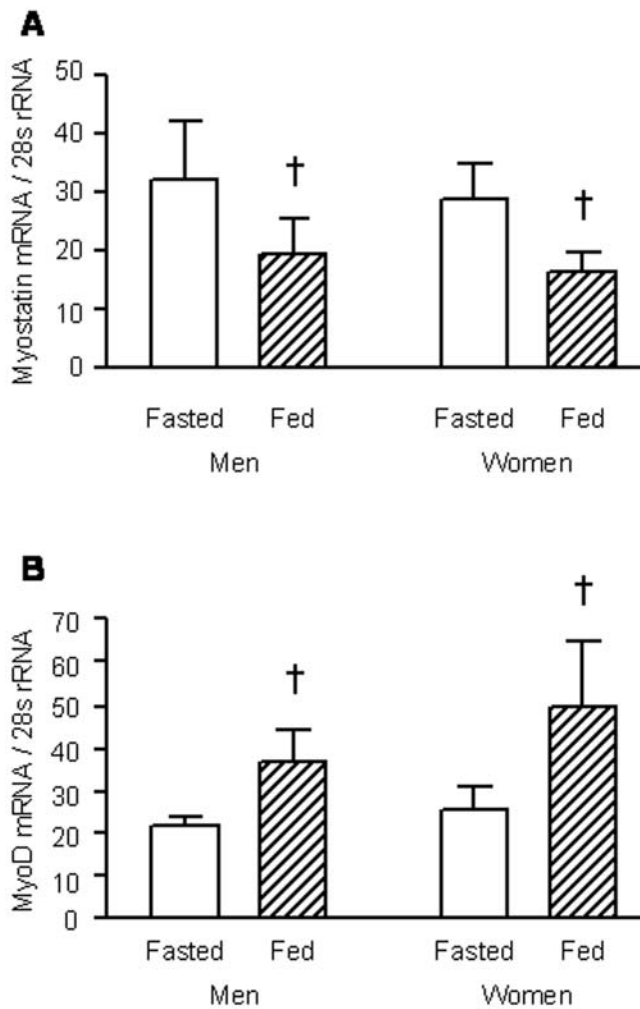 A
Myostatin mRNA / 28s rRNA
50
40
30
20
10
0
†
†
Fasted Fed Fasted Fed
Men Women
B
MyoD mRNA / 28s rRNA
70
60
50
40
30
20
10
0
†
†
Fasted Fed Fasted Fed
Men Women